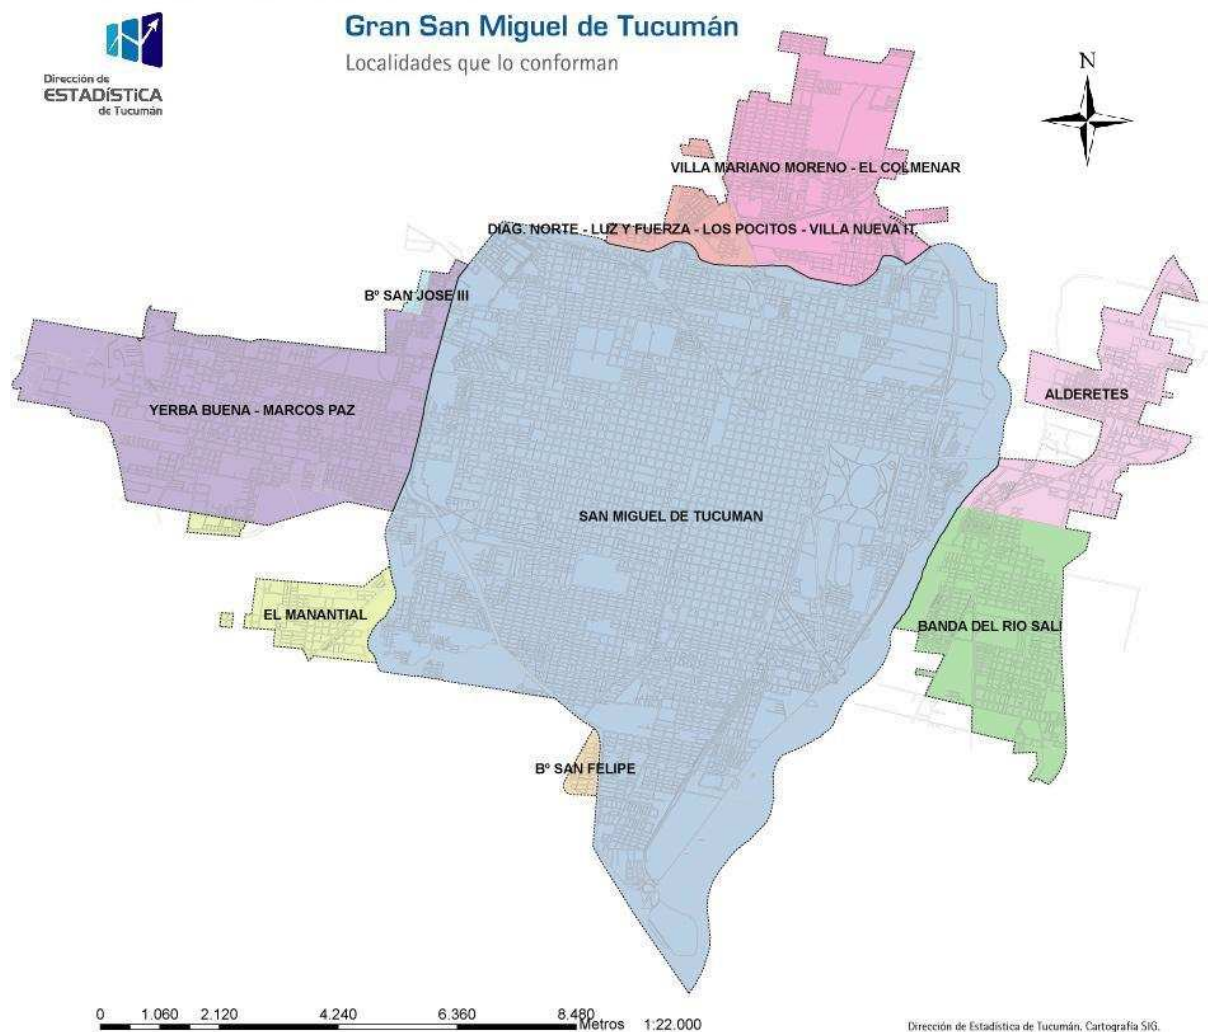 Gran San Miguel de Tucumán
Localidades que lo conforman
Dirección de
ESTADÍSTICA
de Tucumán
N
VILLA MARIANO MORENO - EL COLMENAR
DIAG. NORTE - LUZ Y FUERZA - LOS POCITOS - VILLA NUEVA IT.
Bº SAN JOSE III
YERBA BUENA - MARCOS PAZ
ALDERETES
SAN MIGUEL DE TUCUMAN
EL MANANTIAL
BANDA DEL RIO SALI
Bº SAN FELIPE
0 1.060 2.120 4.240 6.360 8.480
Metros 1:22.000
Dirección de Estadística de Tucumán. Cartografía SIG.